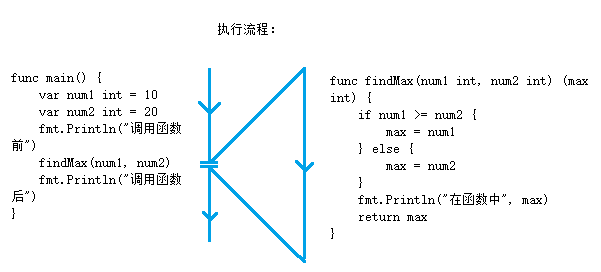 执行流程:
func main() {
    var num1 int = 10
    var num2 int = 20
    fmt.Println("调用函数
前")
    findMax(num1, num2)
    fmt.Println("调用函数
后")
}
func findMax(num1 int, num2 int) (max
int) {
    if num1 >= num2 {
        max = num1
    } else {
        max = num2
    }
    fmt.Println("在函数中", max)
    return max
}